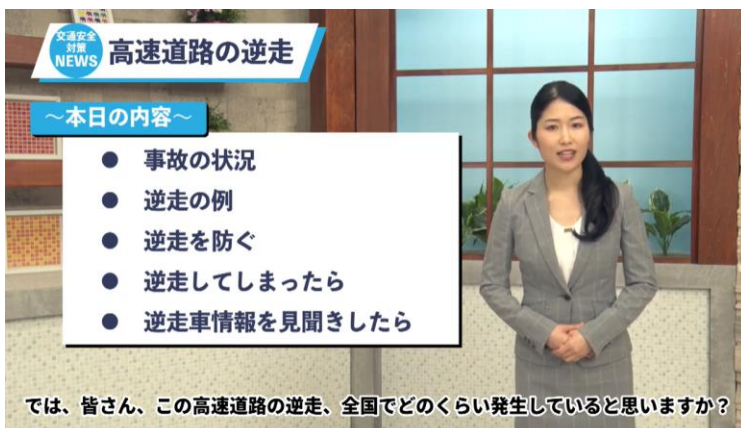 交通安全
対策
NEWS
高速道路の逆走
～本日の内容～
● 事故の状況
● 逆走の例
● 逆走を防ぐ
● 逆走してしまったら
● 逆走車情報を見聞きしたら
では、皆さん、この高速道路の逆走、全国でどのくらい発生していると思いますか？